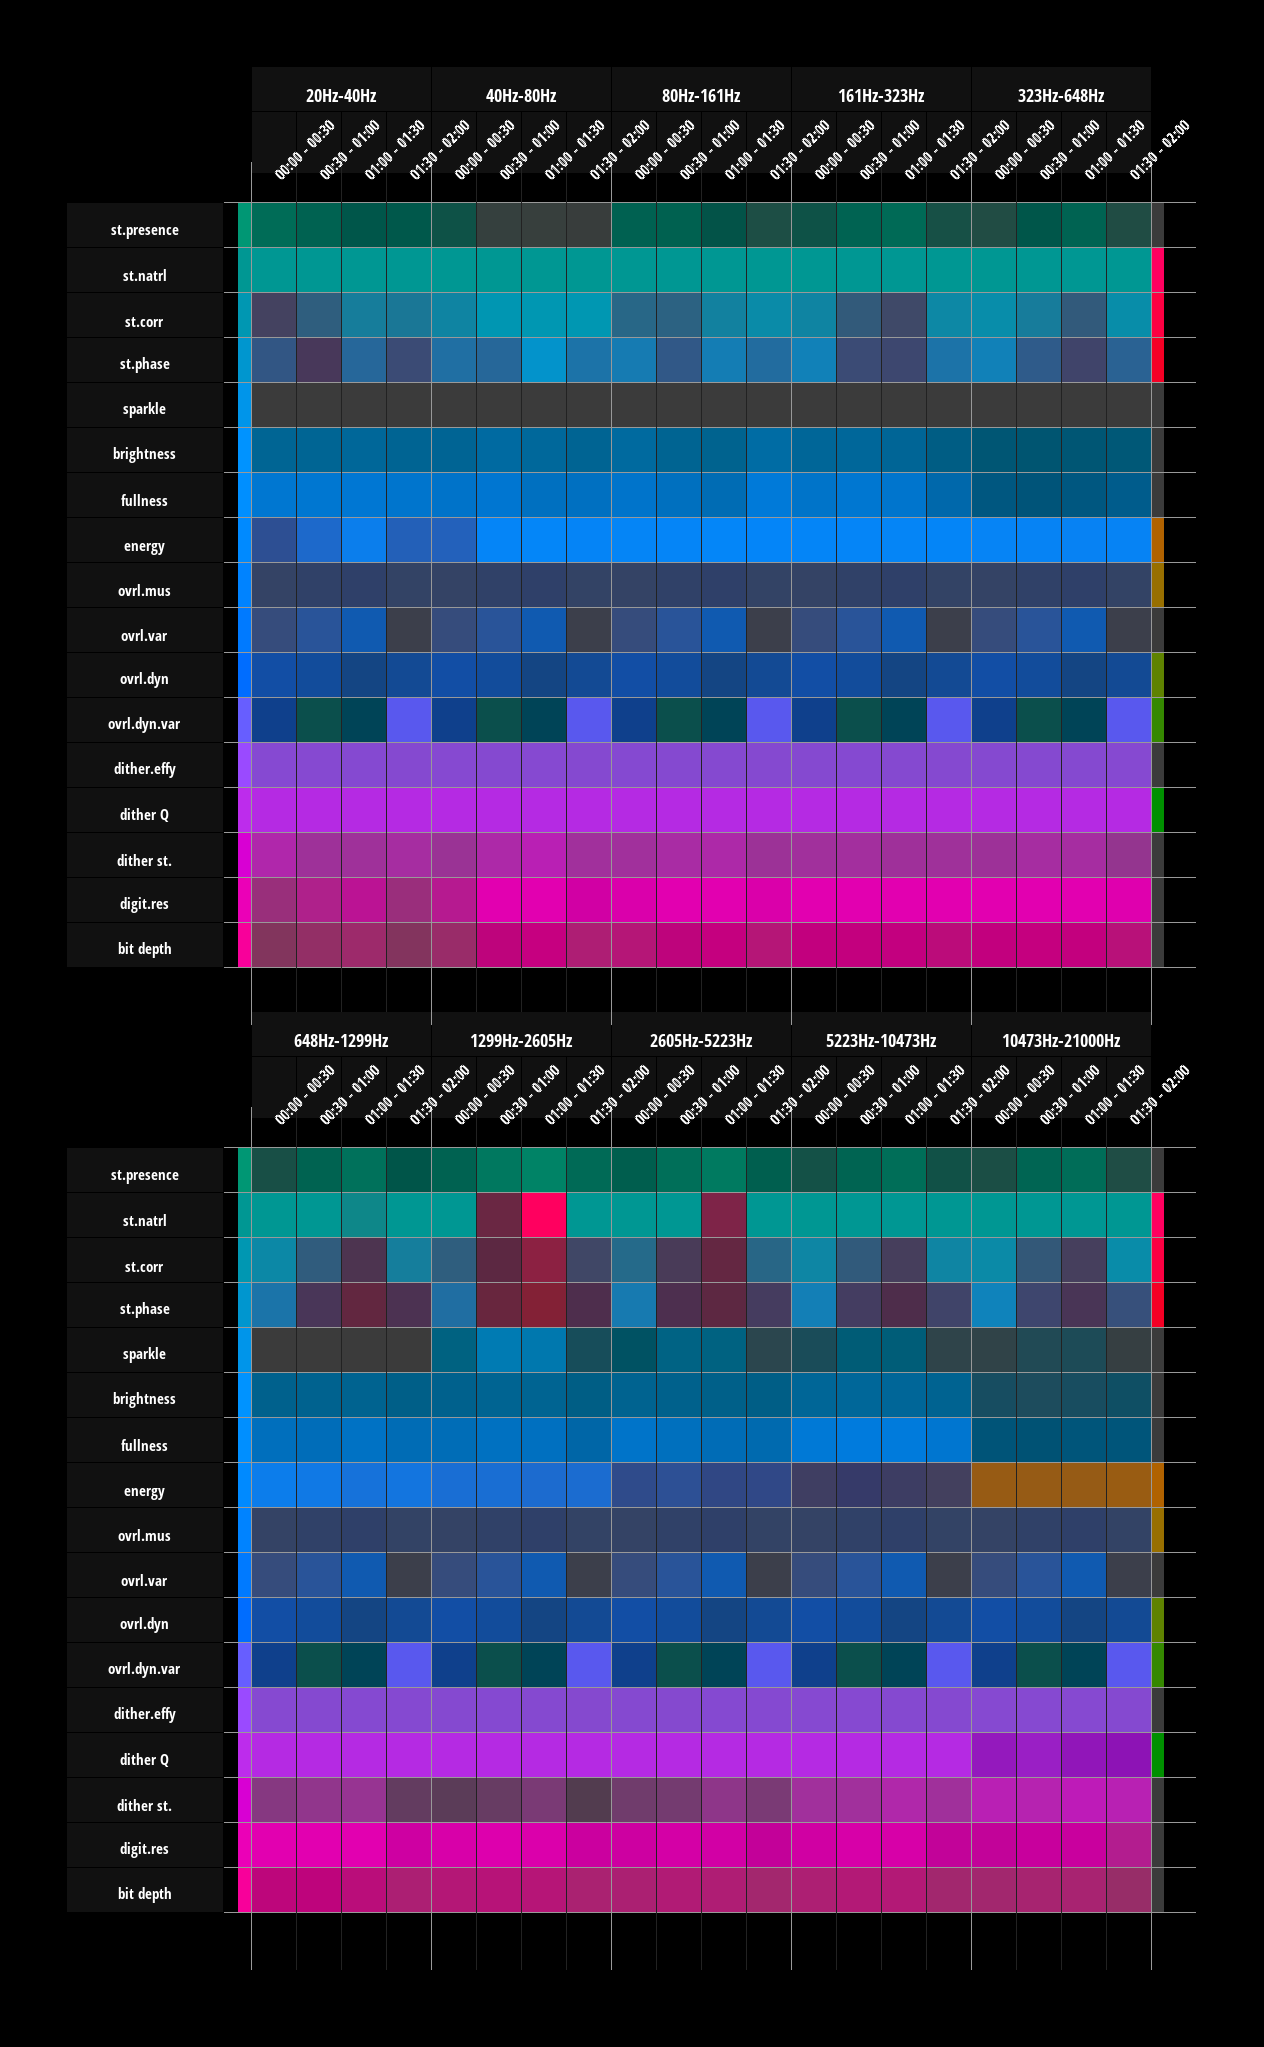 20Hz-40Hz 40Hz-80Hz 80Hz-161Hz 161Hz-323Hz 323Hz-648Hz
00:00 - 00:30 00:30 - 01:00 01:00 - 01:30 01:30 - 02:00 00:00 - 00:30 00:30 - 01:00 01:00 - 01:30 01:30 - 02:00 00:00 - 00:30 00:30 - 01:00 01:00 - 01:30 01:30 - 02:00 00:00 - 00:30 00:30 - 01:00 01:00 - 01:30 01:30 - 02:00 00:00 - 00:30 00:30 - 01:00 01:00 - 01:30 01:30 - 02:00
st.presence
st.natrl
st.corr
st.phase
sparkle
brightness
fullness
energy
ovrl.mus
ovrl.var
ovrl.dyn
ovrl.dyn.var
dither.effy
dither Q
dither st.
digit.res
bit depth
648Hz-1299Hz 1299Hz-2605Hz 2605Hz-5223Hz 5223Hz-10473Hz 10473Hz-21000Hz
00:00 - 00:30 00:30 - 01:00 01:00 - 01:30 01:30 - 02:00 00:00 - 00:30 00:30 - 01:00 01:00 - 01:30 01:30 - 02:00 00:00 - 00:30 00:30 - 01:00 01:00 - 01:30 01:30 - 02:00 00:00 - 00:30 00:30 - 01:00 01:00 - 01:30 01:30 - 02:00 00:00 - 00:30 00:30 - 01:00 01:00 - 01:30 01:30 - 02:00
st.presence
st.natrl
st.corr
st.phase
sparkle
brightness
fullness
energy
ovrl.mus
ovrl.var
ovrl.dyn
ovrl.dyn.var
dither.effy
dither Q
dither st.
digit.res
bit depth